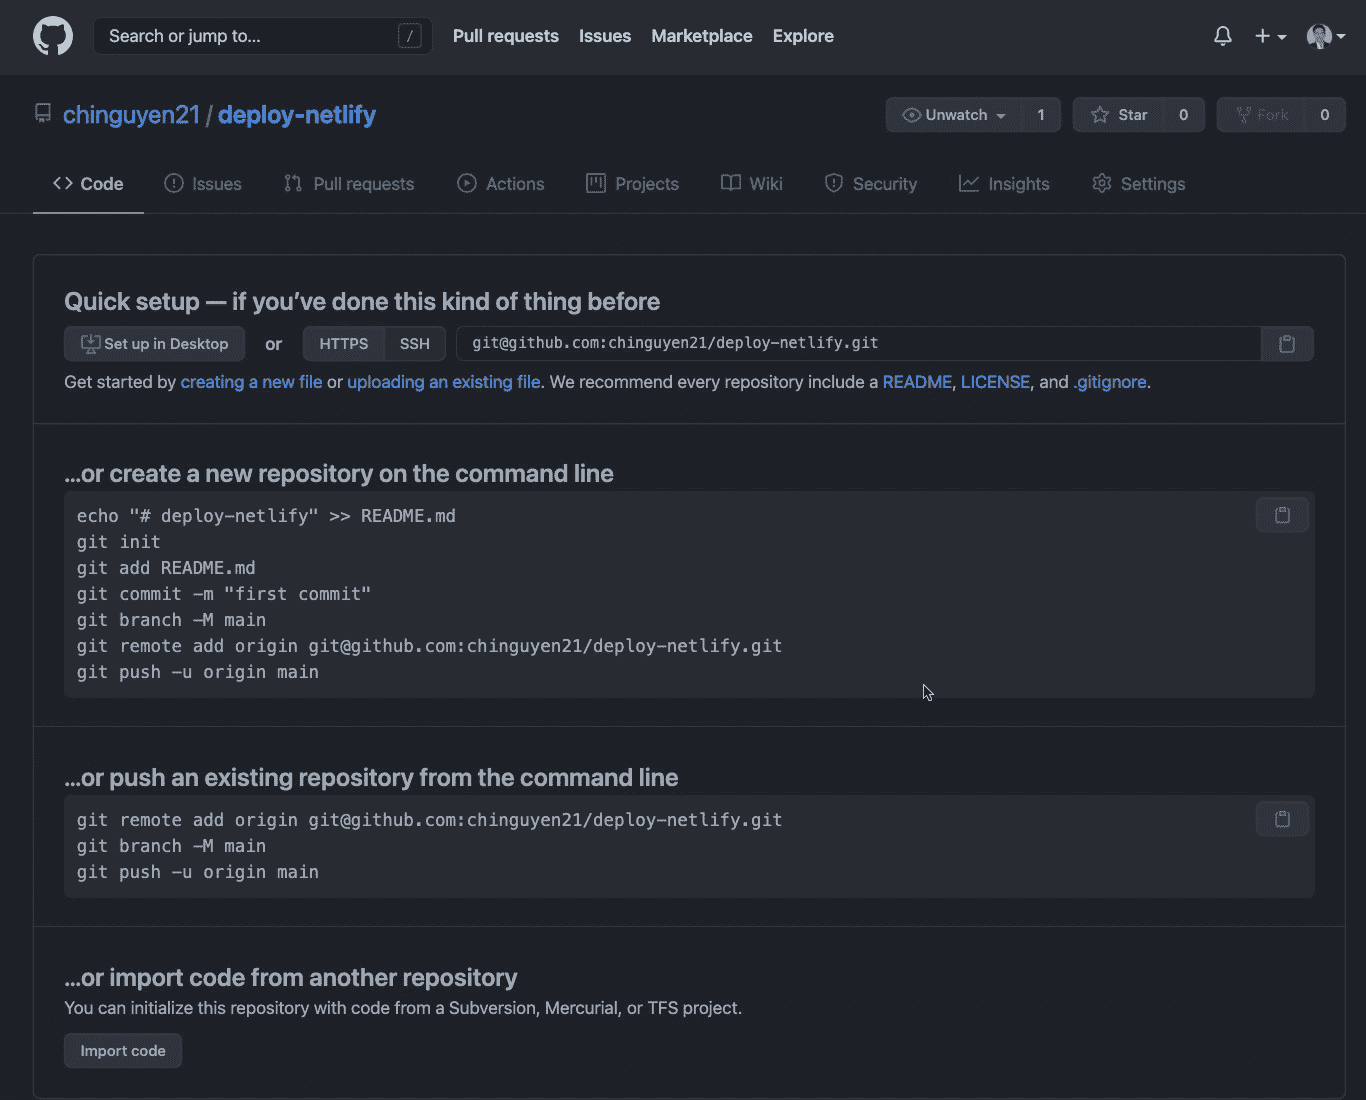 Search or jump to... / Pull requests Issues Marketplace Explore
chinguyen21 / deploy-netlify Unwatch 1 Star 0 Fork 0
Code Issues Pull requests Actions Projects Wiki Security Insights Settings
Quick setup — if you’ve done this kind of thing before
Set up in Desktop or HTTPS SSH git@github.com:chinguyen21/deploy-netlify.git
Get started by creating a new file or uploading an existing file. We recommend every repository include a README, LICENSE, and .gitignore.
…or create a new repository on the command line
echo "# deploy-netlify" >> README.md
git init
git add README.md
git commit -m "first commit"
git branch -M main
git remote add origin git@github.com:chinguyen21/deploy-netlify.git
git push -u origin main
…or push an existing repository from the command line
git remote add origin git@github.com:chinguyen21/deploy-netlify.git
git branch -M main
git push -u origin main
…or import code from another repository
You can initialize this repository with code from a Subversion, Mercurial, or TFS project.
Import code